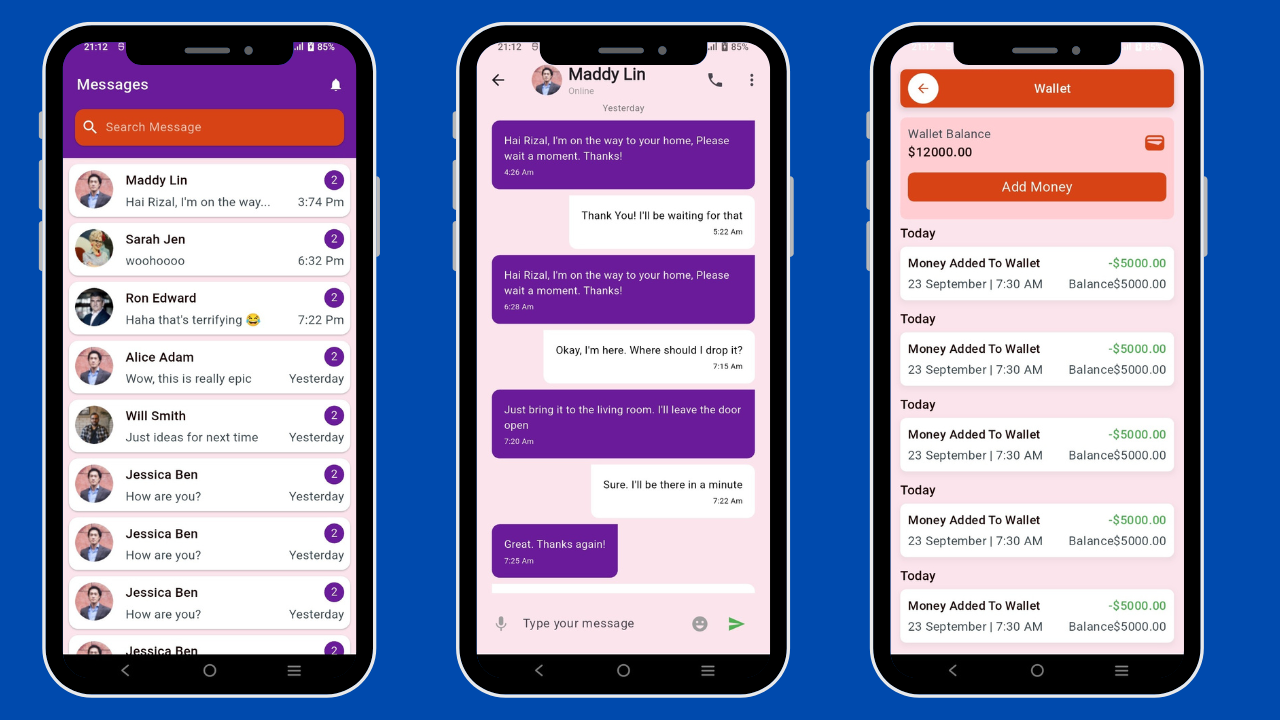 21:12
85%
Messages
Search Message
Maddy Lin
2
Hai Rizal, I'm on the way...
3:74 Pm
Sarah Jen
2
woohoooo
6:32 Pm
Ron Edward
2
Haha that's terrifying 😂
7:22 Pm
Alice Adam
2
Wow, this is really epic
Yesterday
Will Smith
2
Just ideas for next time
Yesterday
Jessica Ben
2
How are you?
Yesterday
Jessica Ben
2
How are you?
Yesterday
Jessica Ben
2
How are you?
Yesterday
Jessica Ben
2
21:12
85%
Maddy Lin
Online
Yesterday
Hai Rizal, I'm on the way to your home, Please
wait a moment. Thanks!
4:26 Am
Thank You! I'll be waiting for that
5:22 Am
Hai Rizal, I'm on the way to your home, Please
wait a moment. Thanks!
6:28 Am
Okay, I'm here. Where should I drop it?
7:15 Am
Just bring it to the living room. I'll leave the door
open
7:20 Am
Sure. I'll be there in a minute
7:22 Am
Great. Thanks again!
7:25 Am
Type your message
Wallet
Wallet Balance
$12000.00
Add Money
Today
Money Added To Wallet
-$5000.00
23 September | 7:30 AM
Balance$5000.00
Today
Money Added To Wallet
-$5000.00
23 September | 7:30 AM
Balance$5000.00
Today
Money Added To Wallet
-$5000.00
23 September | 7:30 AM
Balance$5000.00
Today
Money Added To Wallet
-$5000.00
23 September | 7:30 AM
Balance$5000.00
Today
Money Added To Wallet
-$5000.00
23 September | 7:30 AM
Balance$5000.00